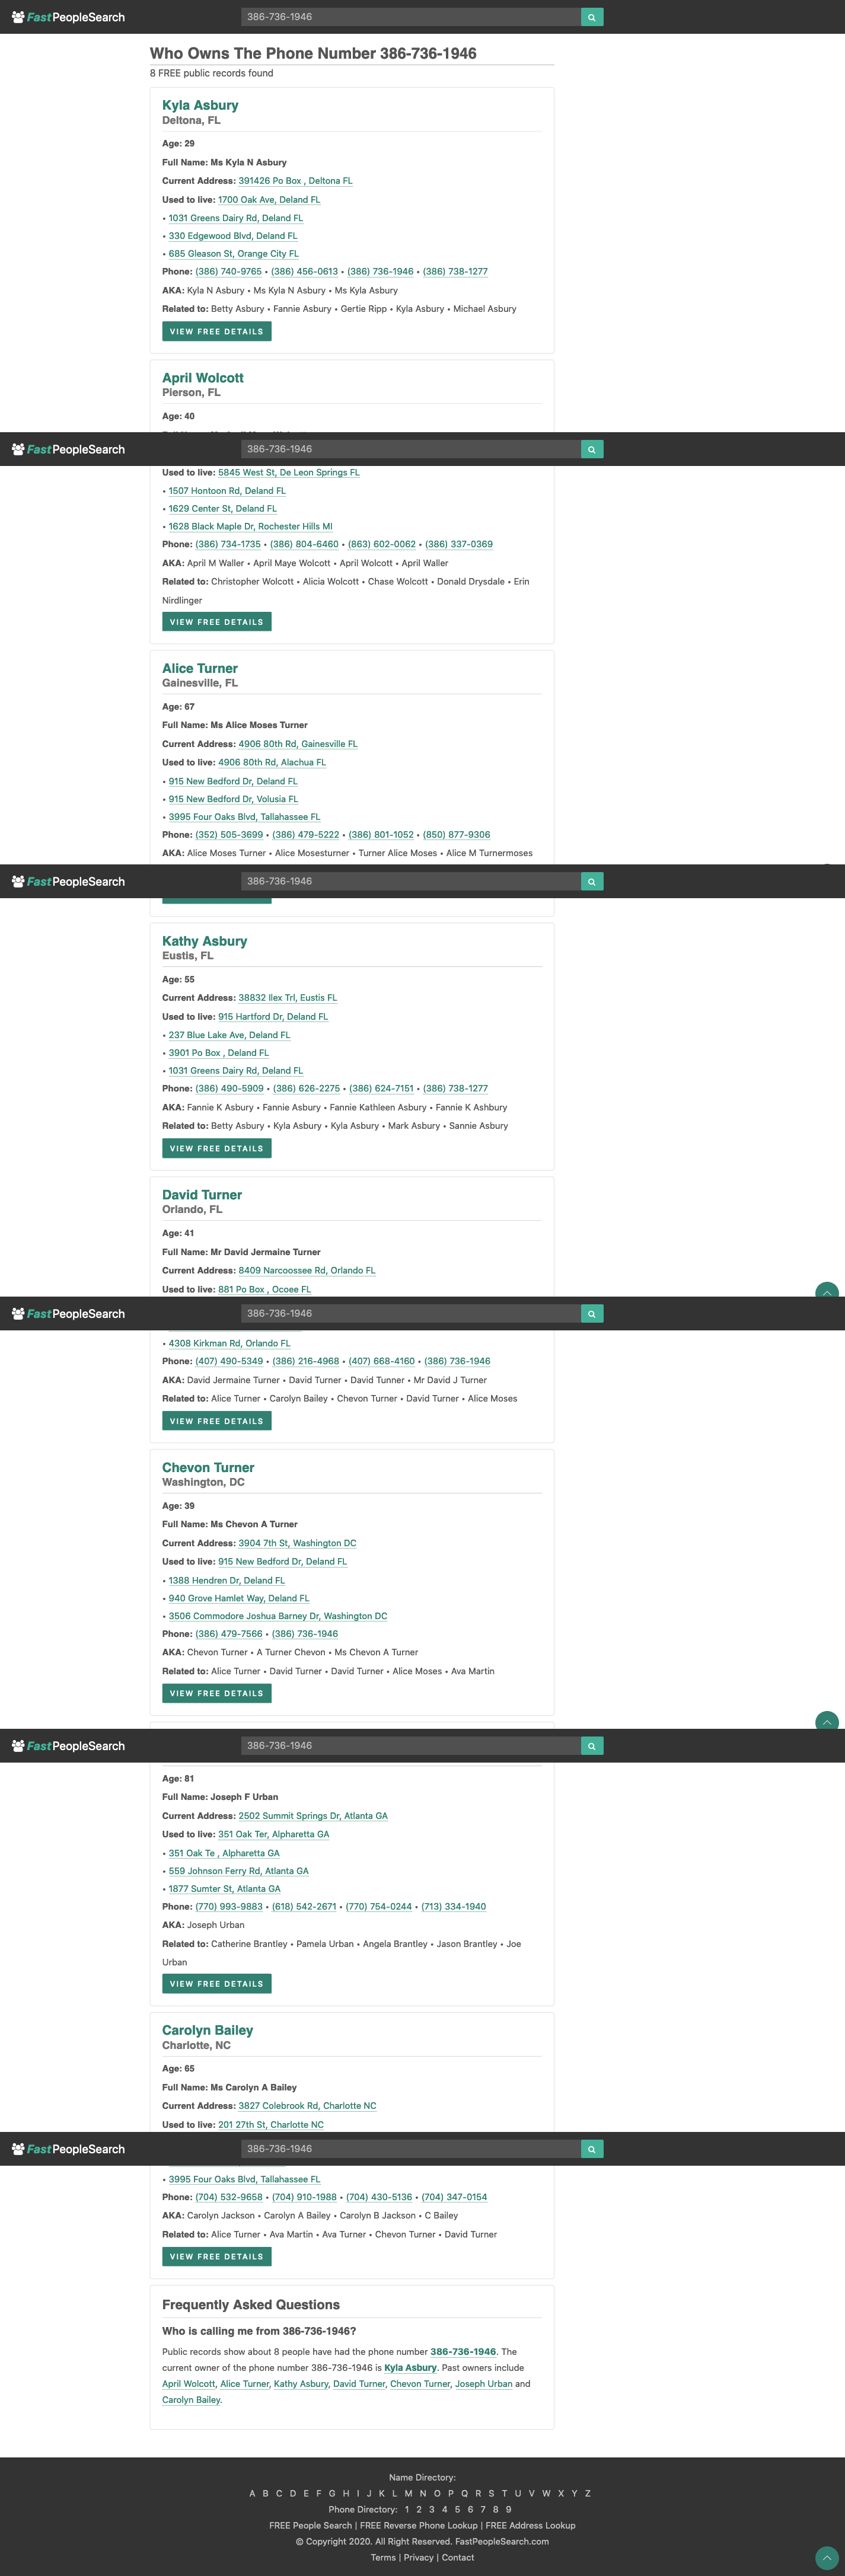 FastPeopleSearch
386-736-1946
Who Owns The Phone Number 386-736-1946
8 FREE public records found
Kyla Asbury
Deltona, FL
Age: 29
Full Name: Ms Kyla N Asbury
Current Address: 391426 Po Box , Deltona FL
Used to live: 1700 Oak Ave, Deland FL
• 1031 Greens Dairy Rd, Deland FL
• 330 Edgewood Blvd, Deland FL
• 685 Gleason St, Orange City FL
Phone: (386) 740-9765 • (386) 456-0613 • (386) 736-1946 • (386) 738-1277
AKA: Kyla N Asbury • Ms Kyla N Asbury • Ms Kyla Asbury
Related to: Betty Asbury • Fannie Asbury • Gertie Ripp • Kyla Asbury • Michael Asbury
VIEW FREE DETAILS
April Wolcott
Pierson, FL
Age: 40
FastPeopleSearch
386-736-1946
Used to live: 5845 West St, De Leon Springs FL
• 1507 Hontoon Rd, Deland FL
• 1629 Center St, Deland FL
• 1628 Black Maple Dr, Rochester Hills MI
Phone: (386) 734-1735 • (386) 804-6460 • (863) 602-0062 • (386) 337-0369
AKA: April M Waller • April Maye Wolcott • April Wolcott • April Waller
Related to: Christopher Wolcott • Alicia Wolcott • Chase Wolcott • Donald Drysdale • Erin
Nirdlinger
VIEW FREE DETAILS
Alice Turner
Gainesville, FL
Age: 67
Full Name: Ms Alice Moses Turner
Current Address: 4906 80th Rd, Gainesville FL
Used to live: 4906 80th Rd, Alachua FL
• 915 New Bedford Dr, Deland FL
• 915 New Bedford Dr, Volusia FL
• 3995 Four Oaks Blvd, Tallahassee FL
Phone: (352) 505-3699 • (386) 479-5222 • (386) 801-1052 • (850) 877-9306
AKA: Alice Moses Turner • Alice Mosesturner • Turner Alice Moses • Alice M Turnermoses
FastPeopleSearch
386-736-1946
Kathy Asbury
Eustis, FL
Age: 55
Current Address: 38832 Ilex Trl, Eustis FL
Used to live: 915 Hartford Dr, Deland FL
• 237 Blue Lake Ave, Deland FL
• 3901 Po Box , Deland FL
• 1031 Greens Dairy Rd, Deland FL
Phone: (386) 490-5909 • (386) 626-2275 • (386) 624-7151 • (386) 738-1277
AKA: Fannie K Asbury • Fannie Asbury • Fannie Kathleen Asbury • Fannie K Ashbury
Related to: Betty Asbury • Kyla Asbury • Kyla Asbury • Mark Asbury • Sannie Asbury
VIEW FREE DETAILS
David Turner
Orlando, FL
Age: 41
Full Name: Mr David Jermaine Turner
Current Address: 8409 Narcoossee Rd, Orlando FL
Used to live: 881 Po Box , Ocoee FL
FastPeopleSearch
386-736-1946
• 4308 Kirkman Rd, Orlando FL
Phone: (407) 490-5349 • (386) 216-4968 • (407) 668-4160 • (386) 736-1946
AKA: David Jermaine Turner • David Turner • David Tunner • Mr David J Turner
Related to: Alice Turner • Carolyn Bailey • Chevon Turner • David Turner • Alice Moses
VIEW FREE DETAILS
Chevon Turner
Washington, DC
Age: 39
Full Name: Ms Chevon A Turner
Current Address: 3904 7th St, Washington DC
Used to live: 915 New Bedford Dr, Deland FL
• 1388 Hendren Dr, Deland FL
• 940 Grove Hamlet Way, Deland FL
• 3506 Commodore Joshua Barney Dr, Washington DC
Phone: (386) 479-7566 • (386) 736-1946
AKA: Chevon Turner • A Turner Chevon • Ms Chevon A Turner
Related to: Alice Turner • David Turner • David Turner • Alice Moses • Ava Martin
VIEW FREE DETAILS
FastPeopleSearch
386-736-1946
Age: 81
Full Name: Joseph F Urban
Current Address: 2502 Summit Springs Dr, Atlanta GA
Used to live: 351 Oak Ter, Alpharetta GA
• 351 Oak Te , Alpharetta GA
• 559 Johnson Ferry Rd, Atlanta GA
• 1877 Sumter St, Atlanta GA
Phone: (770) 993-9883 • (618) 542-2671 • (770) 754-0244 • (713) 334-1940
AKA: Joseph Urban
Related to: Catherine Brantley • Pamela Urban • Angela Brantley • Jason Brantley • Joe
Urban
VIEW FREE DETAILS
Carolyn Bailey
Charlotte, NC
Age: 65
Full Name: Ms Carolyn A Bailey
Current Address: 3827 Colebrook Rd, Charlotte NC
Used to live: 201 27th St, Charlotte NC
FastPeopleSearch
386-736-1946
• 3995 Four Oaks Blvd, Tallahassee FL
Phone: (704) 532-9658 • (704) 910-1988 • (704) 430-5136 • (704) 347-0154
AKA: Carolyn Jackson • Carolyn A Bailey • Carolyn B Jackson • C Bailey
Related to: Alice Turner • Ava Martin • Ava Turner • Chevon Turner • David Turner
VIEW FREE DETAILS
Frequently Asked Questions
Who is calling me from 386-736-1946?
Public records show about 8 people have had the phone number 386-736-1946. The
current owner of the phone number 386-736-1946 is Kyla Asbury. Past owners include
April Wolcott, Alice Turner, Kathy Asbury, David Turner, Chevon Turner, Joseph Urban and
Carolyn Bailey.
Name Directory:
A B C D E F G H I J K L M N O P Q R S T U V W X Y Z
Phone Directory: 1 2 3 4 5 6 7 8 9
FREE People Search | FREE Reverse Phone Lookup | FREE Address Lookup
© Copyright 2020. All Right Reserved. FastPeopleSearch.com
Terms | Privacy | Contact